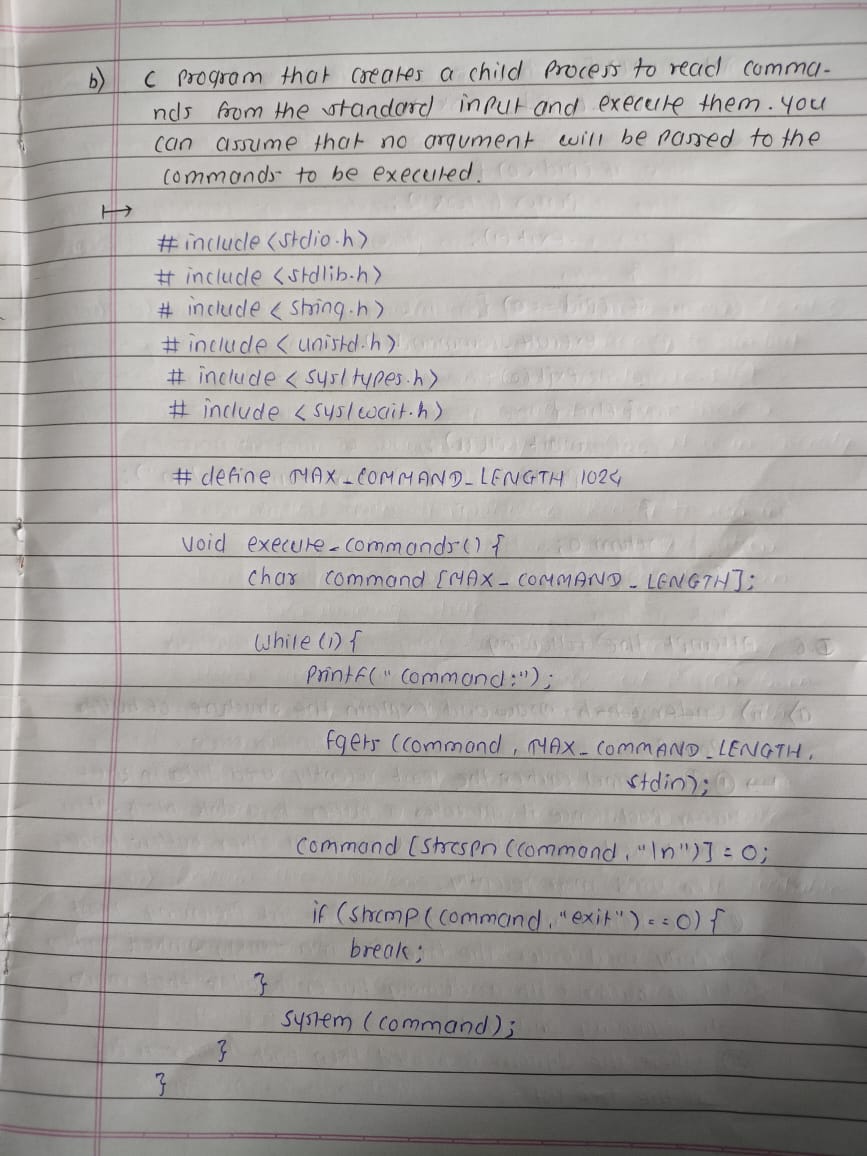 b) C program that creates a child process to read comma-
nds from the standard input and execute them. you
can assume that no argument will be passed to the
commands to be executed.
↦
# include <stdio.h>
# include <stdlib.h>
# include <string.h>
# include <unistd.h>
# include <sys/types.h>
# include <sys/wait.h>
# define MAX_COMMAND_LENGTH 1024
void execute_commands() {
char command [MAX_COMMAND_LENGTH];
while (1) {
printf("command:");
fgets (command, MAX_COMMAND_LENGTH,
stdin);
command [strcspn (command, "\n")] = 0;
if (strcmp (command, "exit") == 0) {
break;
}
system (command);
}
}